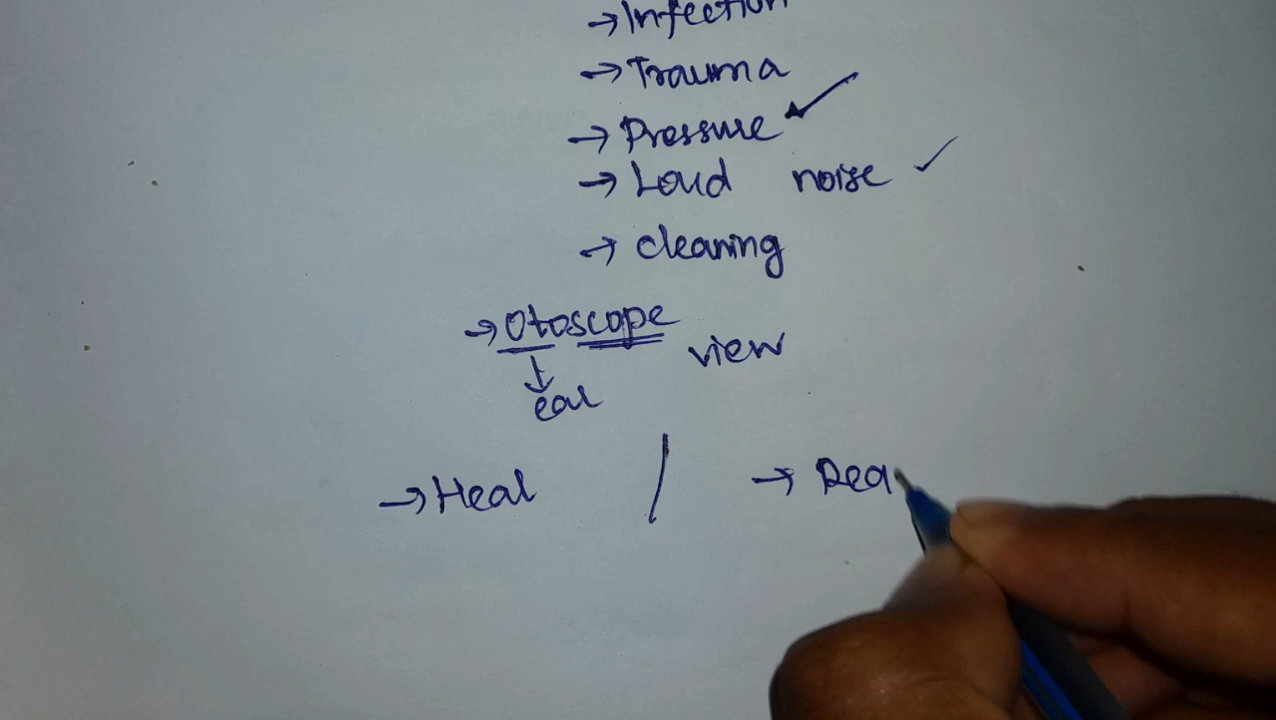 → Infection
→ Trauma
→ Pressure ✓
→ Loud noise ✓
→ cleaning
→ Otoscope view
↓
ear
→ Heal / → Rea